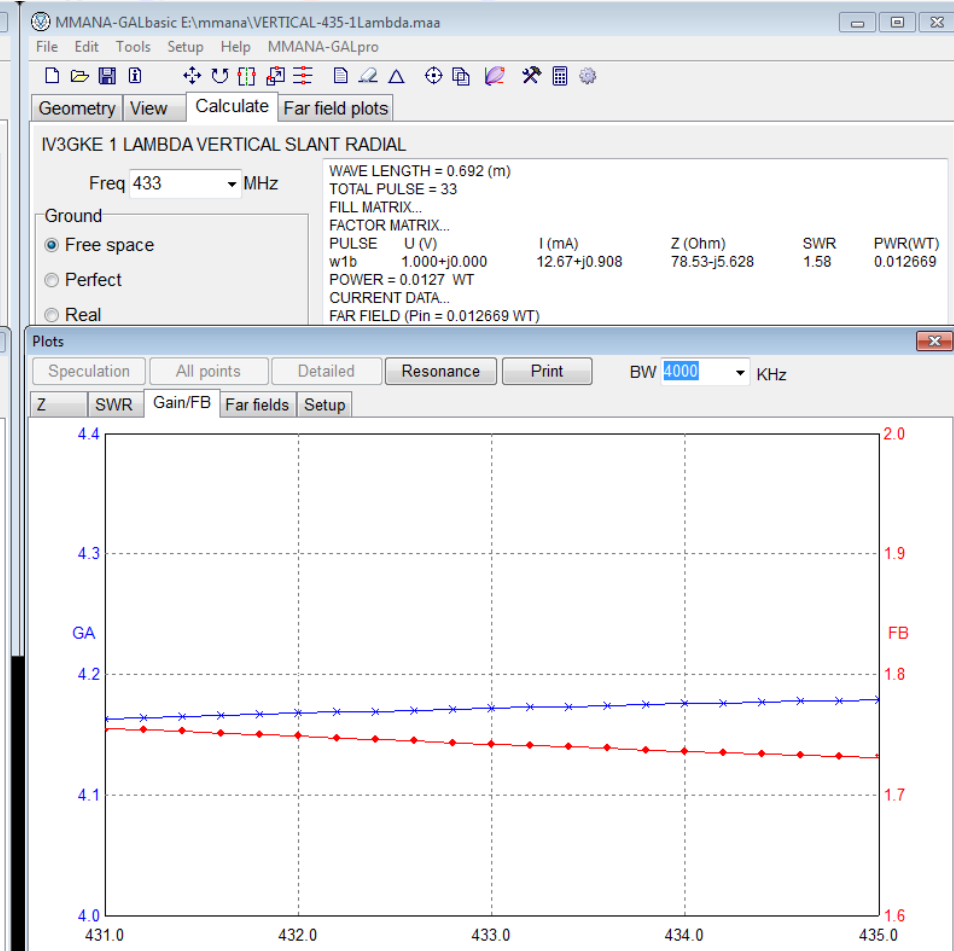 MMANA-GALbasic E:\mmana\VERTICAL-435-1Lambda.maa
File Edit Tools Setup Help MMANA-GALpro
Geometry View Calculate Far field plots
IV3GKE 1 LAMBDA VERTICAL SLANT RADIAL
Freq 433 MHz
Ground
Free space
Perfect
Real
WAVE LENGTH = 0.692 (m)
TOTAL PULSE = 33
FILL MATRIX...
FACTOR MATRIX...
PULSE U (V) I (mA) Z (Ohm) SWR PWR(WT)
w1b 1.000+j0.000 12.67+j0.908 78.53-j5.628 1.58 0.012669
POWER = 0.0127 WT
CURRENT DATA...
FAR FIELD (Pin = 0.012669 WT)
Plots
Speculation All points Detailed Resonance Print BW 4000 KHz
Z SWR Gain/FB Far fields Setup
4.4 2.0
4.3 1.9
GA FB
4.2 1.8
4.1 1.7
4.0 1.6
431.0 432.0 433.0 434.0 435.0